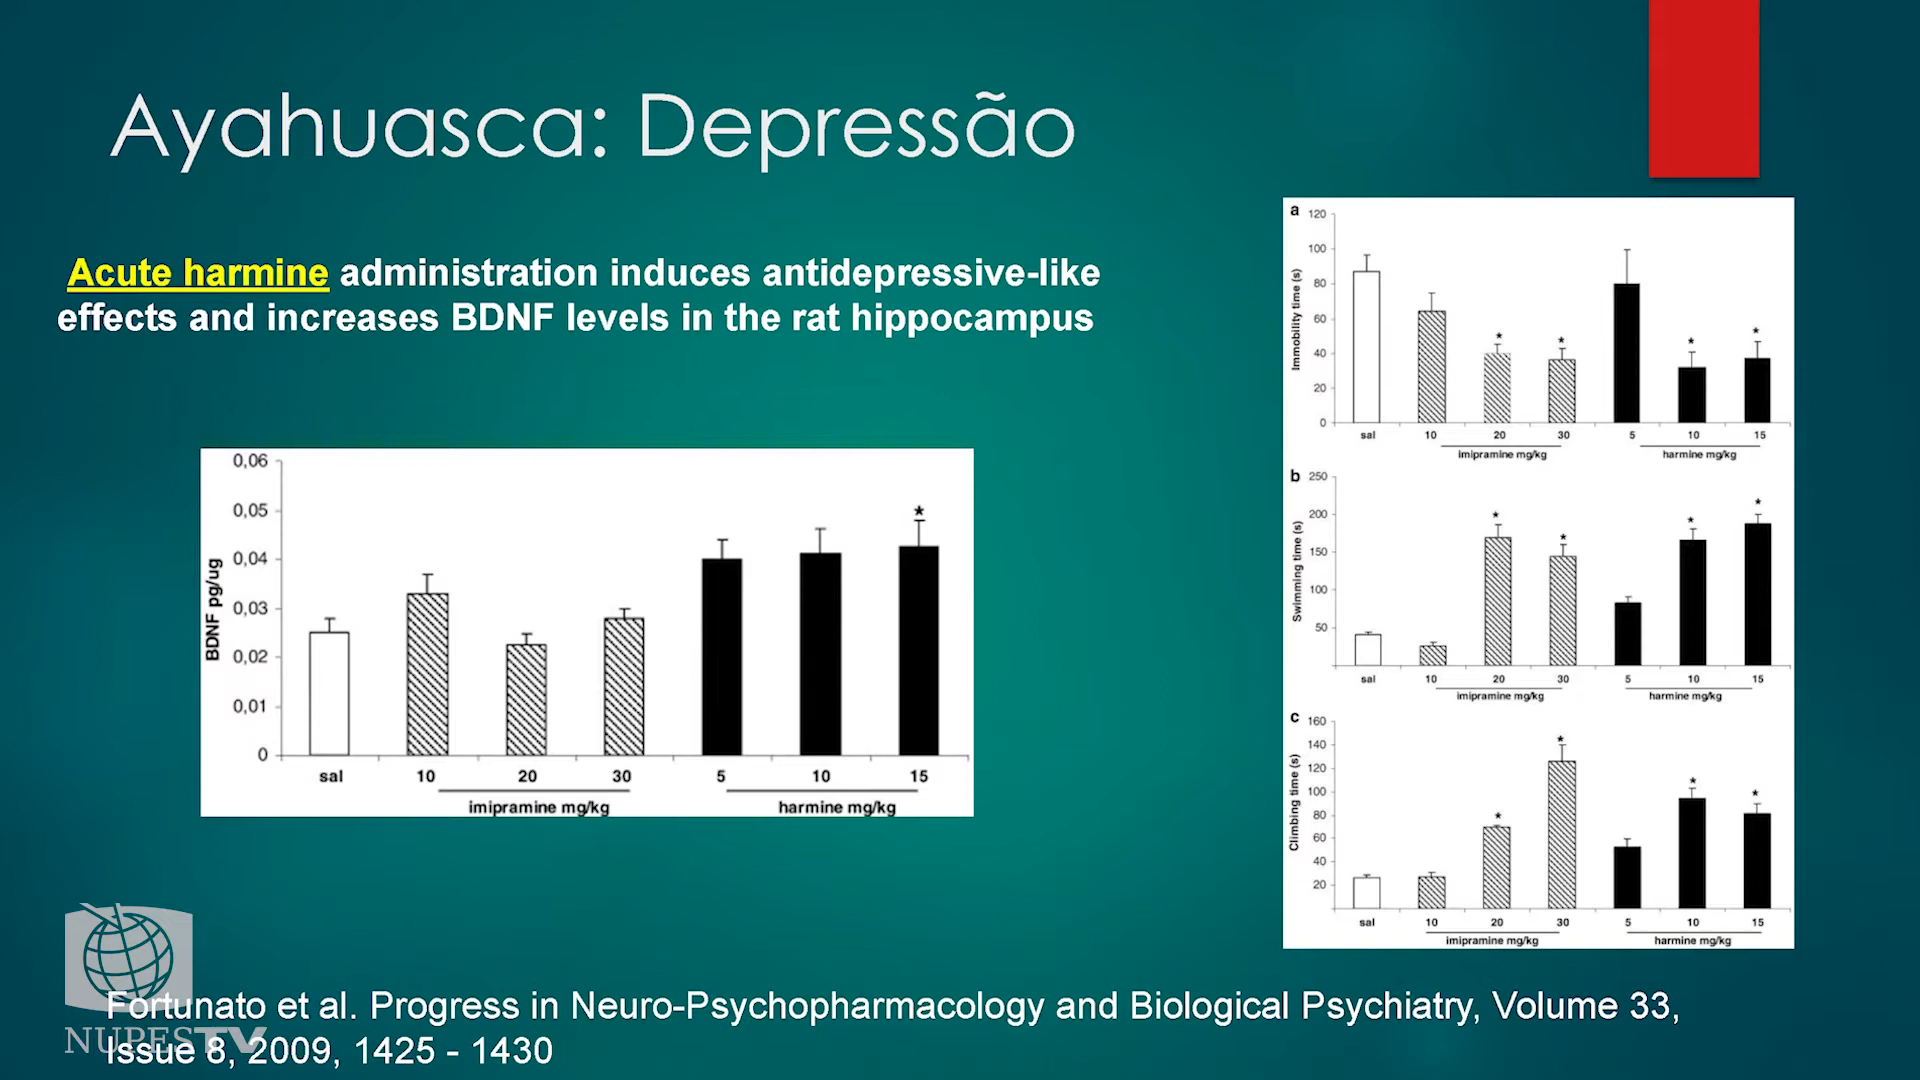 Ayahuasca: Depressão
Acute harmine administration induces antidepressive-like
effects and increases BDNF levels in the rat hippocampus
BDNF pg/ug
0,06
0,05
0,04
0,03
0,02
0,01
0
*
sal 10 20 30 5 10 15
imipramine mg/kg harmine mg/kg
a
Immobility time (s)
120
100
80
60
40
20
0
* * * *
sal 10 20 30 5 10 15
imipramine mg/kg harmine mg/kg
b
Swimming time (s)
250
200
150
100
50
* * * *
sal 10 20 30 5 10 15
imipramine mg/kg harmine mg/kg
c
Climbing time (s)
160
140
120
100
80
60
40
20
* * * *
sal 10 20 30 5 10 15
imipramine mg/kg harmine mg/kg
Fortunato et al. Progress in Neuro-Psychopharmacology and Biological Psychiatry, Volume 33,
Issue 8, 2009, 1425 - 1430
NUPESTV